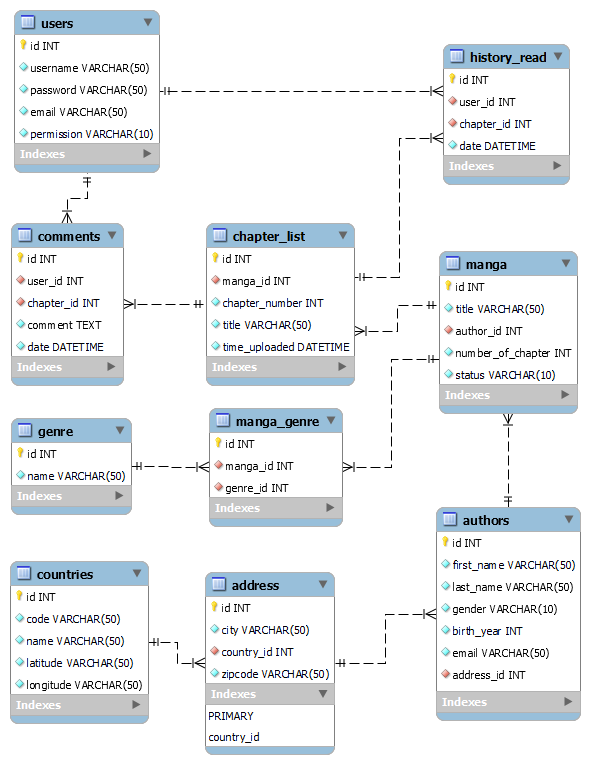 users
id INT
username VARCHAR(50)
password VARCHAR(50)
email VARCHAR(50)
permission VARCHAR(10)
Indexes
history_read
id INT
user_id INT
chapter_id INT
date DATETIME
Indexes
comments
id INT
user_id INT
chapter_id INT
comment TEXT
date DATETIME
Indexes
chapter_list
id INT
manga_id INT
chapter_number INT
title VARCHAR(50)
time_uploaded DATETIME
Indexes
manga
id INT
title VARCHAR(50)
author_id INT
number_of_chapter INT
status VARCHAR(10)
Indexes
genre
id INT
name VARCHAR(50)
Indexes
manga_genre
id INT
manga_id INT
genre_id INT
Indexes
authors
id INT
first_name VARCHAR(50)
last_name VARCHAR(50)
gender VARCHAR(10)
birth_year INT
email VARCHAR(50)
address_id INT
Indexes
countries
id INT
code VARCHAR(50)
name VARCHAR(50)
latitude VARCHAR(50)
longitude VARCHAR(50)
Indexes
address
id INT
city VARCHAR(50)
country_id INT
zipcode VARCHAR(50)
Indexes
PRIMARY
country_id